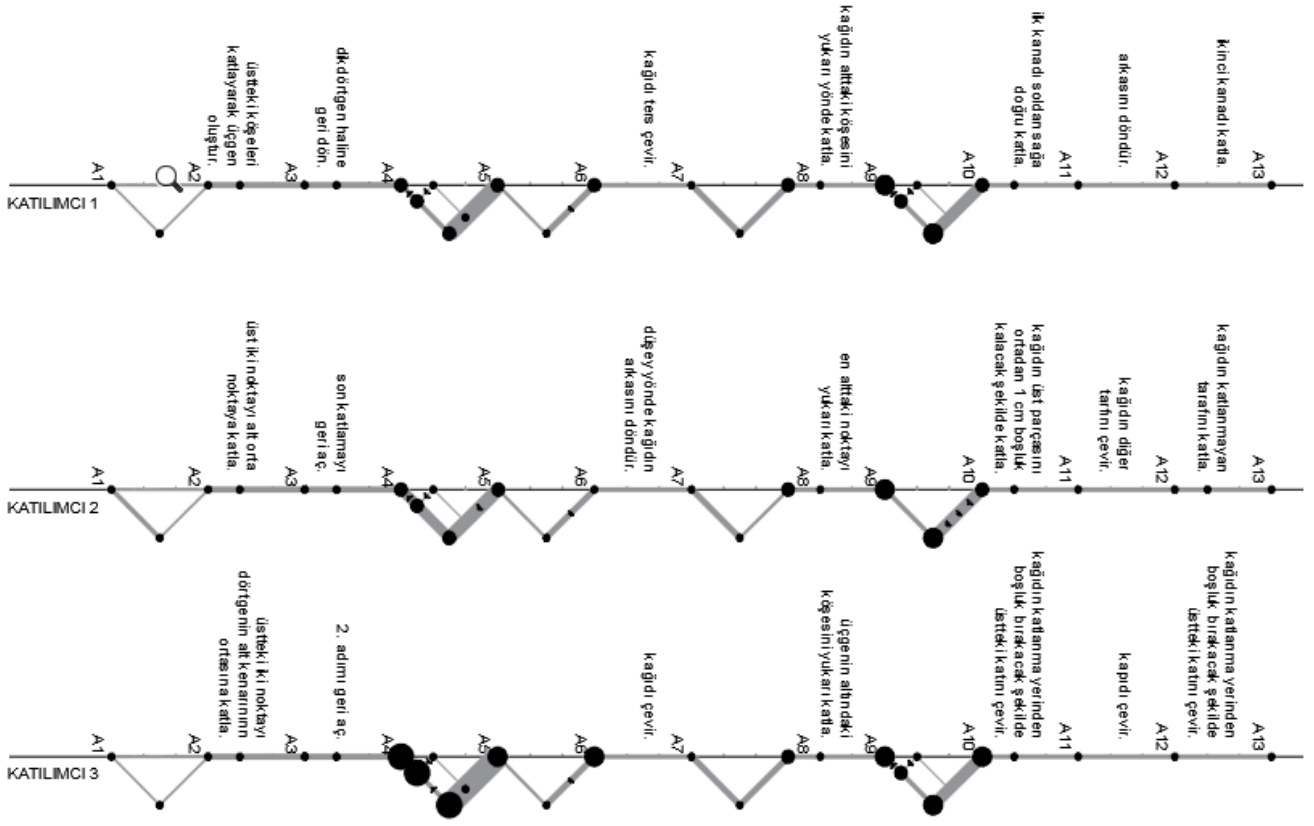 A1
A2
üstteki köşeleri
katlayarak üçgen
oluştur.
A3
dikdörtgen haline
geri dön.
A4
A5
A6
kağıdı ters çevir.
A7
A8
kağıdın alttaki köşesini
yukarı yönde katla.
A9
A10
ilk kanadı soldan sağa
doğru katla.
A11
arkasını döndür.
A12
ikinci kanadı katla.
A13
KATILIMCI 1
A1
A2
üst iki noktayı alt orta
noktaya katla.
A3
son katlamayı
geri aç.
A4
A5
A6
düşey yönde kağıdın
arkasını döndür.
A7
A8
en alttaki noktayı
yukarı katla.
A9
A10
kağıdın üst parçasını
ortadan 1 cm boşluk
kalacak şekilde katla.
A11
kağıdın diğer
tarfını çevir.
A12
kağıdın katlanmayan
tarafını katla.
A13
KATILIMCI 2
A1
A2
üstteki iki noktayı
dörtgenin alt kenarının
ortasına katla.
A3
2. adımı geri aç.
A4
A5
A6
kağıdı çevir.
A7
A8
üçgenin altındaki
köşesini yukarı katla.
A9
A10
kağıdın katlanma yerinden
boşluk bırakacak şekilde
üstteki katını çevir.
A11
kapıdı çevir.
A12
kağıdın katlanma yerinden
boşluk bırakacak şekilde
üstteki katını çevir.
A13
KATILIMCI 3